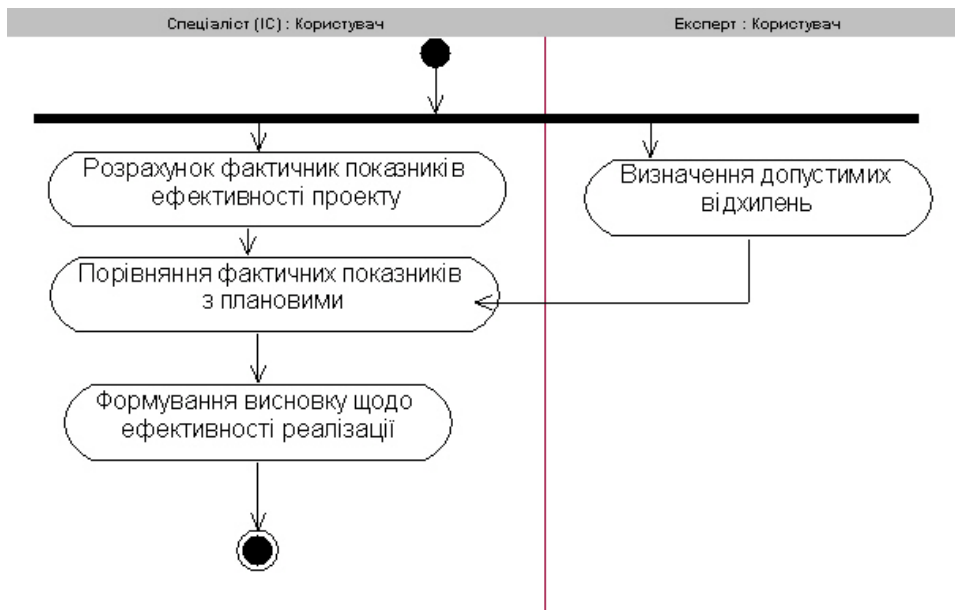 Спеціаліст (ІС) : Користувач
Експерт : Користувач
Розрахунок фактичник показників
ефективності проекту
Визначення допустимих
відхилень
Порівняння фактичних показників
з плановими
Формування висновку щодо
ефективності реалізації